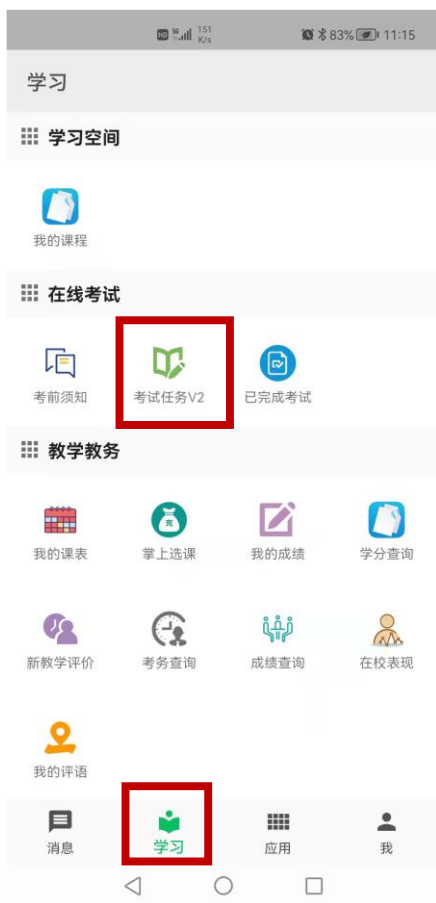 HD 5G 151 K/s 83% 11:15
学习
学习空间
我的课程
在线考试
考前须知 考试任务V2 已完成考试
教学教务
我的课表 掌上选课 我的成绩 学分查询
新教学评价 考务查询 成绩查询 在校表现
我的评语
消息 学习 应用 我